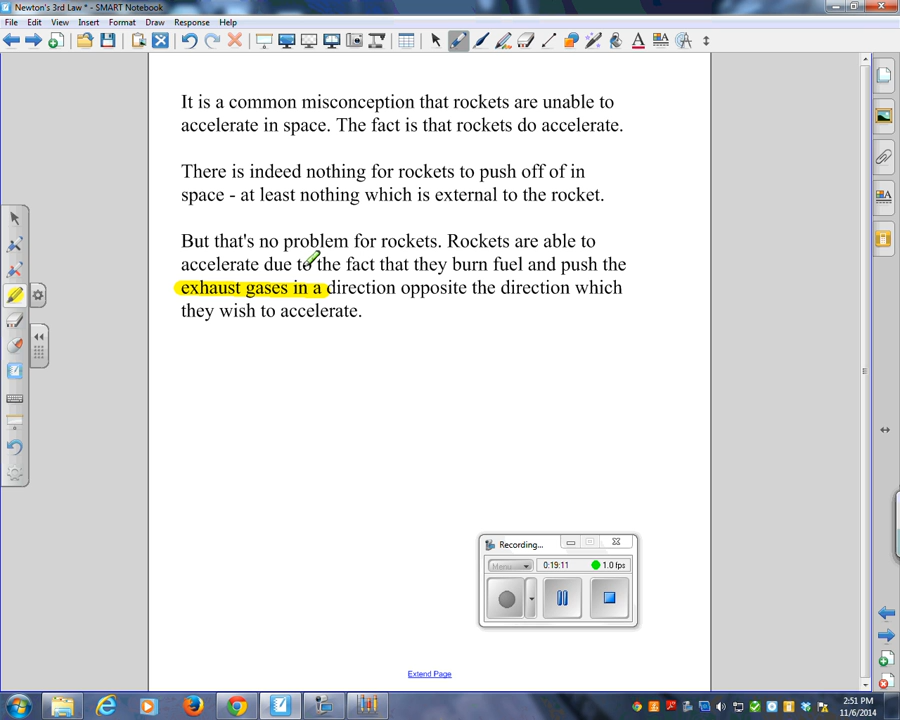 Newton's 3rd Law * - SMART Notebook
File Edit View Insert Format Draw Response Help
It is a common misconception that rockets are unable to
accelerate in space. The fact is that rockets do accelerate.
There is indeed nothing for rockets to push off of in
space - at least nothing which is external to the rocket.
But that's no problem for rockets. Rockets are able to
accelerate due to the fact that they burn fuel and push the
exhaust gases in a direction opposite the direction which
they wish to accelerate.
Recording...
Menu 0:19:11 1.0 fps
Extend Page
2:51 PM
11/6/2014